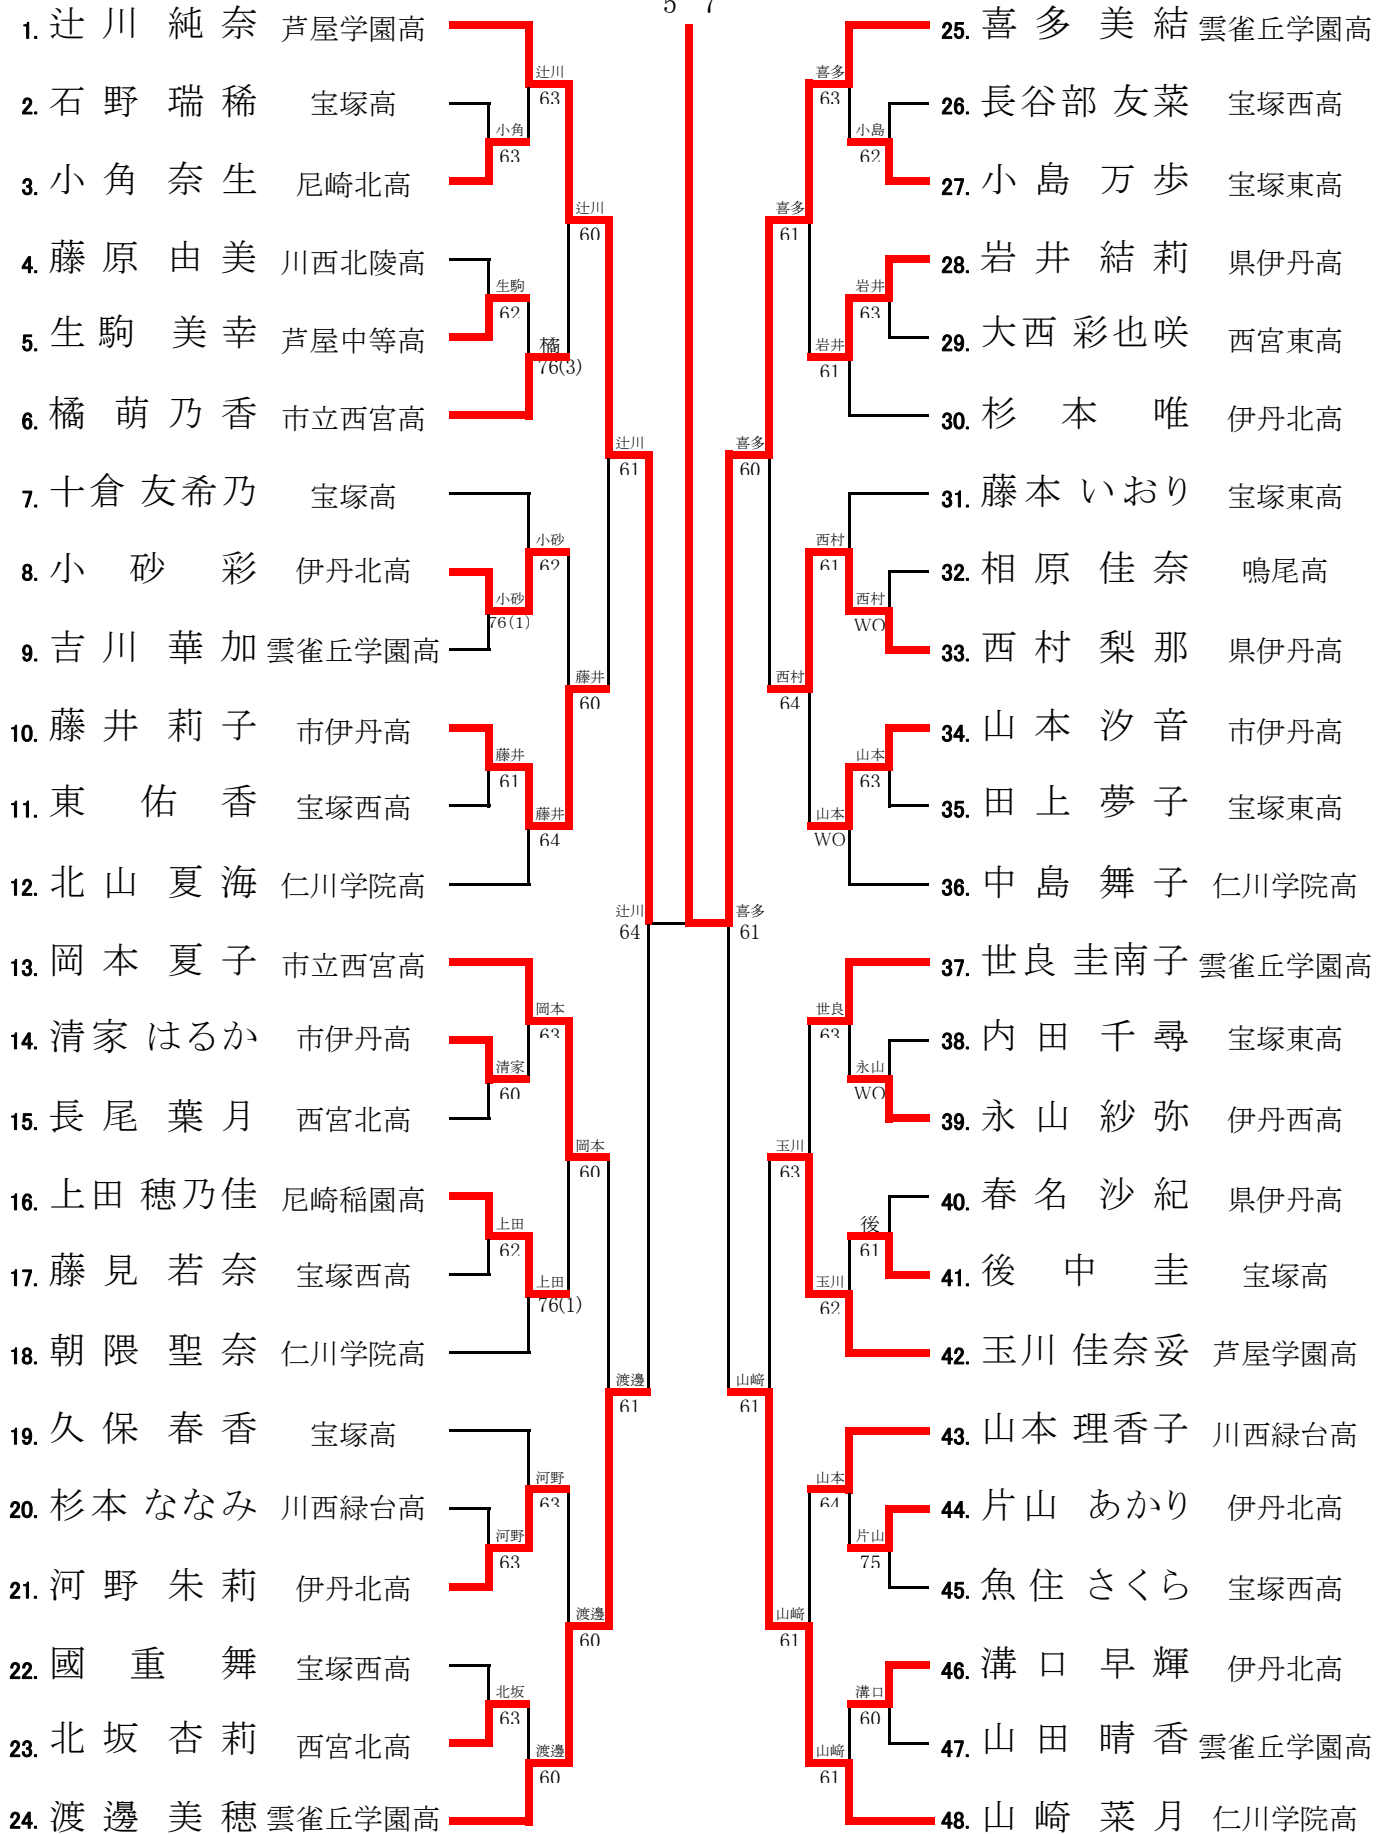 5 7
1. 辻川 純奈 芦屋学園高
2. 石野 瑞稀 宝塚高
3. 小角 奈生 尼崎北高
4. 藤原 由美 川西北陵高
5. 生駒 美幸 芦屋中等高
6. 橘 萌乃香 市立西宮高
7. 十倉 友希乃 宝塚高
8. 小砂 彩 伊丹北高
9. 吉川 華加 雲雀丘学園高
10. 藤井 莉子 市伊丹高
11. 東 佑香 宝塚西高
12. 北山 夏海 仁川学院高
13. 岡本 夏子 市立西宮高
14. 清家 はるか 市伊丹高
15. 長尾 葉月 西宮北高
16. 上田 穂乃佳 尼崎稲園高
17. 藤見 若奈 宝塚西高
18. 朝隈 聖奈 仁川学院高
19. 久保 春香 宝塚高
20. 杉本 ななみ 川西緑台高
21. 河野 朱莉 伊丹北高
22. 國重 舞 宝塚西高
23. 北坂 杏莉 西宮北高
24. 渡邊 美穂 雲雀丘学園高
辻川
63
小角
63
辻川
60
生駒
62
橘
76(3)
辻川
61
小砂
62
小砂
76(1)
藤井
60
藤井
61
藤井
64
辻川
64
岡本
63
清家
60
岡本
60
上田
62
上田
76(1)
渡邊
61
河野
63
河野
63
渡邊
60
北坂
63
渡邊
60
喜多
63
小島
62
喜多
61
岩井
63
岩井
61
喜多
60
西村
61
西村
WO
西村
64
山本
63
山本
WO
喜多
61
世良
63
永山
WO
玉川
63
後
61
玉川
62
山﨑
61
山本
64
片山
75
山﨑
61
溝口
60
山﨑
61
25. 喜多 美結 雲雀丘学園高
26. 長谷部 友菜 宝塚西高
27. 小島 万歩 宝塚東高
28. 岩井 結莉 県伊丹高
29. 大西 彩也咲 西宮東高
30. 杉本 唯 伊丹北高
31. 藤本 いおり 宝塚東高
32. 相原 佳奈 鳴尾高
33. 西村 梨那 県伊丹高
34. 山本 汐音 市伊丹高
35. 田上 夢子 宝塚東高
36. 中島 舞子 仁川学院高
37. 世良 圭南子 雲雀丘学園高
38. 内田 千尋 宝塚東高
39. 永山 紗弥 伊丹西高
40. 春名 沙紀 県伊丹高
41. 後 中 圭 宝塚高
42. 玉川 佳奈妥 芦屋学園高
43. 山本 理香子 川西緑台高
44. 片山 あかり 伊丹北高
45. 魚住 さくら 宝塚西高
46. 溝口 早輝 伊丹北高
47. 山田 晴香 雲雀丘学園高
48. 山﨑 菜月 仁川学院高